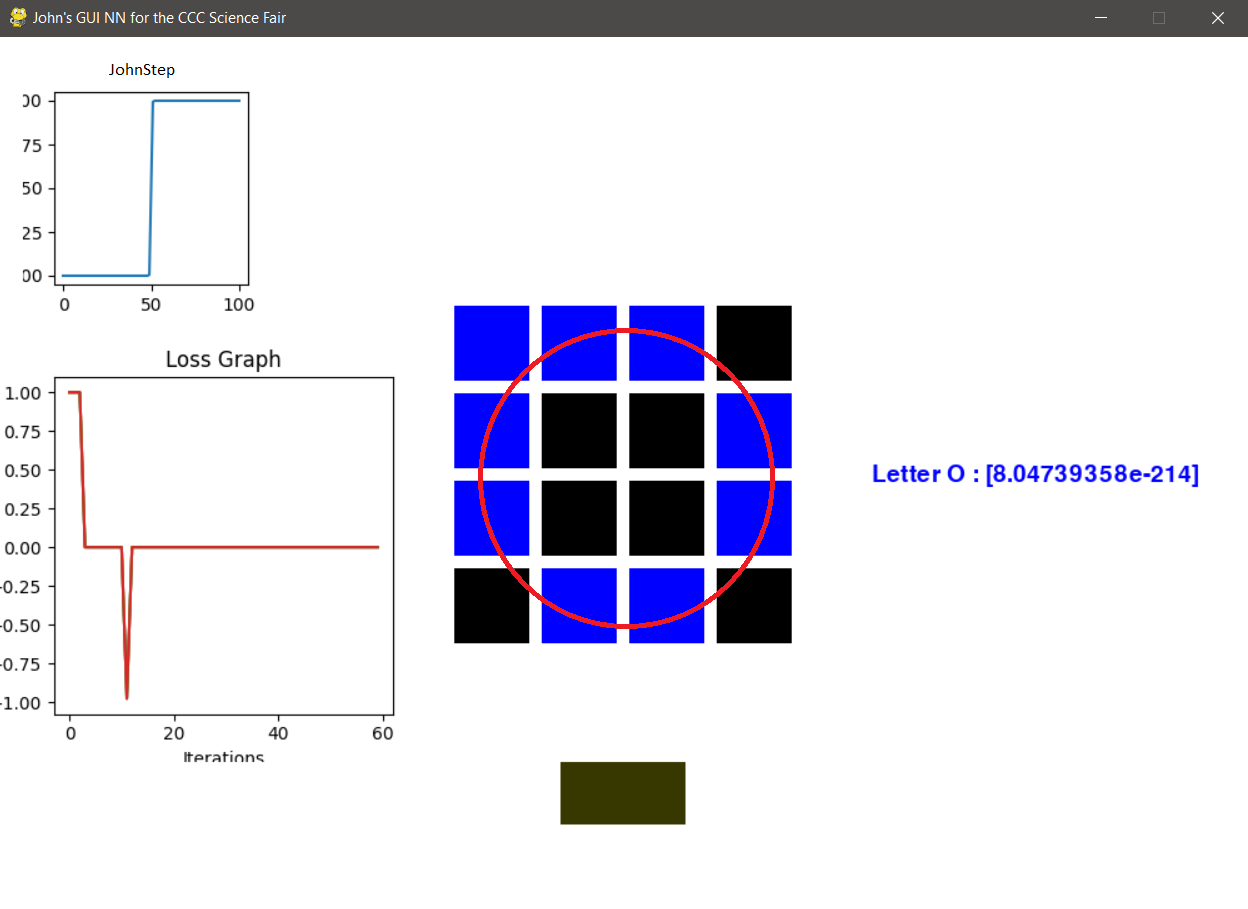 John's GUI NN for the CCC Science Fair
JohnStep
00
75
50
25
00
0 50 100
Loss Graph
1.00
0.75
0.50
0.25
0.00
-0.25
-0.50
-0.75
-1.00
0 20 40 60
Iterations
Letter O : [8.04739358e-214]